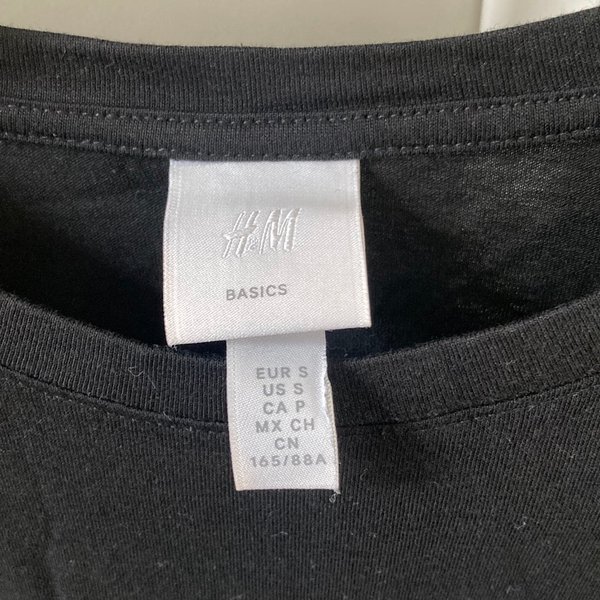 H&M
BASICS
EUR S
US S
CA P
MX CH
CN
165/88A